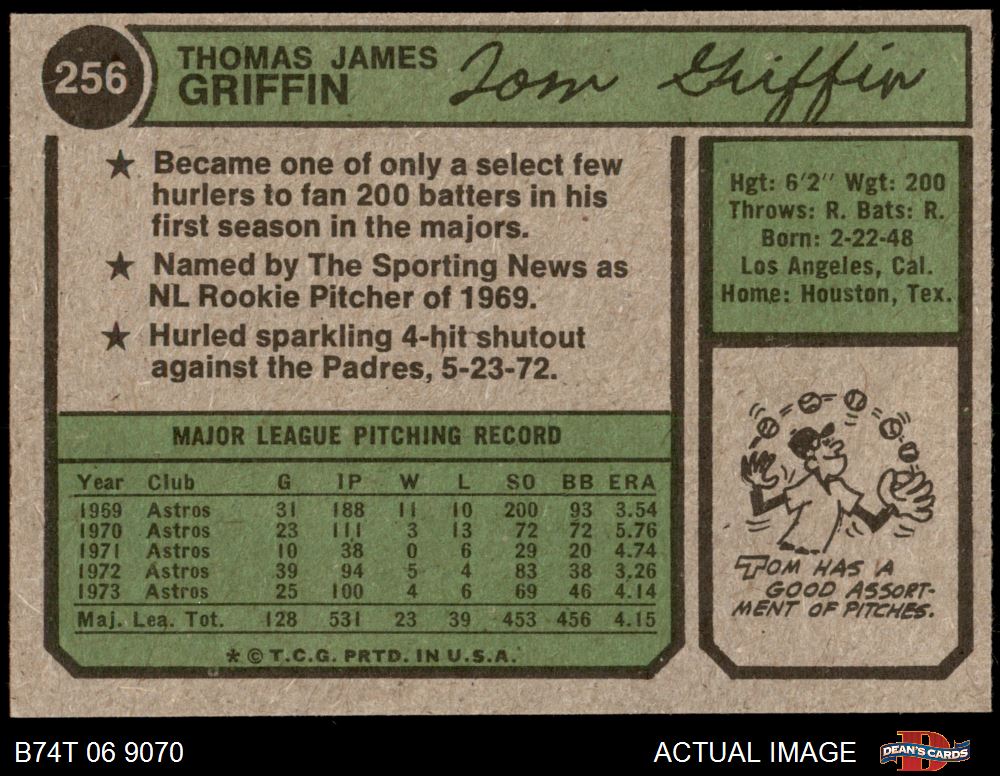 256
THOMAS JAMES
GRIFFIN
Tom Griffin
★ Became one of only a select few
hurlers to fan 200 batters in his
first season in the majors.
★ Named by The Sporting News as
NL Rookie Pitcher of 1969.
★ Hurled sparkling 4-hit shutout
against the Padres, 5-23-72.
Hgt: 6'2" Wgt: 200
Throws: R. Bats: R.
Born: 2-22-48
Los Angeles, Cal.
Home: Houston, Tex.
MAJOR LEAGUE PITCHING RECORD
Year Club G IP W L SO BB ERA
1969 Astros 31 188 11 10 200 93 3.54
1970 Astros 23 111 3 13 72 72 5.76
1971 Astros 10 38 0 6 29 20 4.74
1972 Astros 39 94 5 4 83 38 3.26
1973 Astros 25 100 4 6 69 46 4.14
Maj. Lea. Tot. 128 531 23 39 453 456 4.15
* © T.C.G. PRTD. IN U.S.A.
TOM HAS A
GOOD ASSORT-
MENT OF PITCHES.
B74T 06 9070
ACTUAL IMAGE
D
DEAN'S CARDS